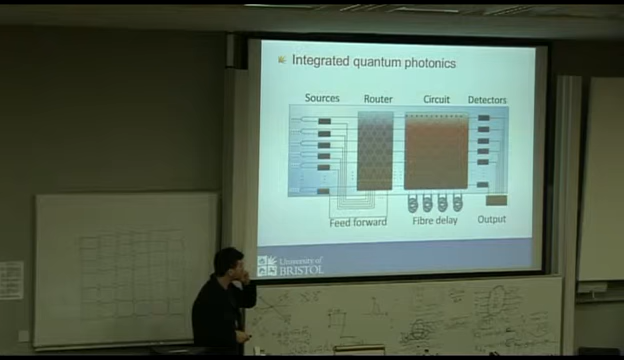 Integrated quantum photonics
Sources Router Circuit Detectors
Feed forward Fibre delay Output
University of
BRISTOL